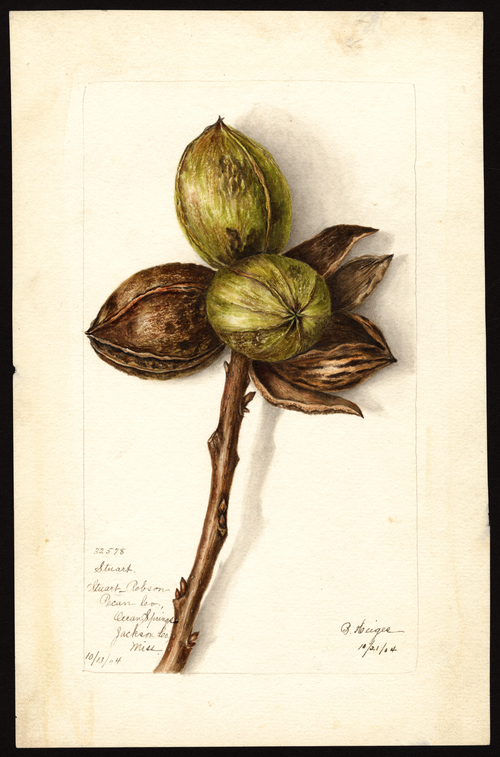 32578
Stuart.
Stuart-Robson
Pecan Co.,
Ocean Springs
Jackson Co
Miss.
10/13/04
B. Heiges
10/21/04